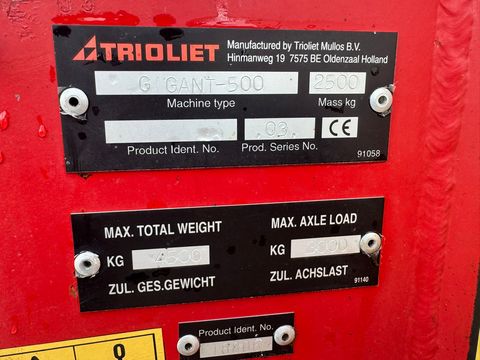 TRIOLIET
Manufactured by Trioliet Mullos B.V.
Hinmanweg 19 7575 BE Oldenzaal Holland
GIGANT-500 2500
Machine type Mass kg
.03. CE
Product Ident. No. Prod. Series No.
91058
MAX. TOTAL WEIGHT MAX. AXLE LOAD
KG 4500 KG
ZUL. GES.GEWICHT ZUL. ACHSLAST
91140
Product Ident. No.